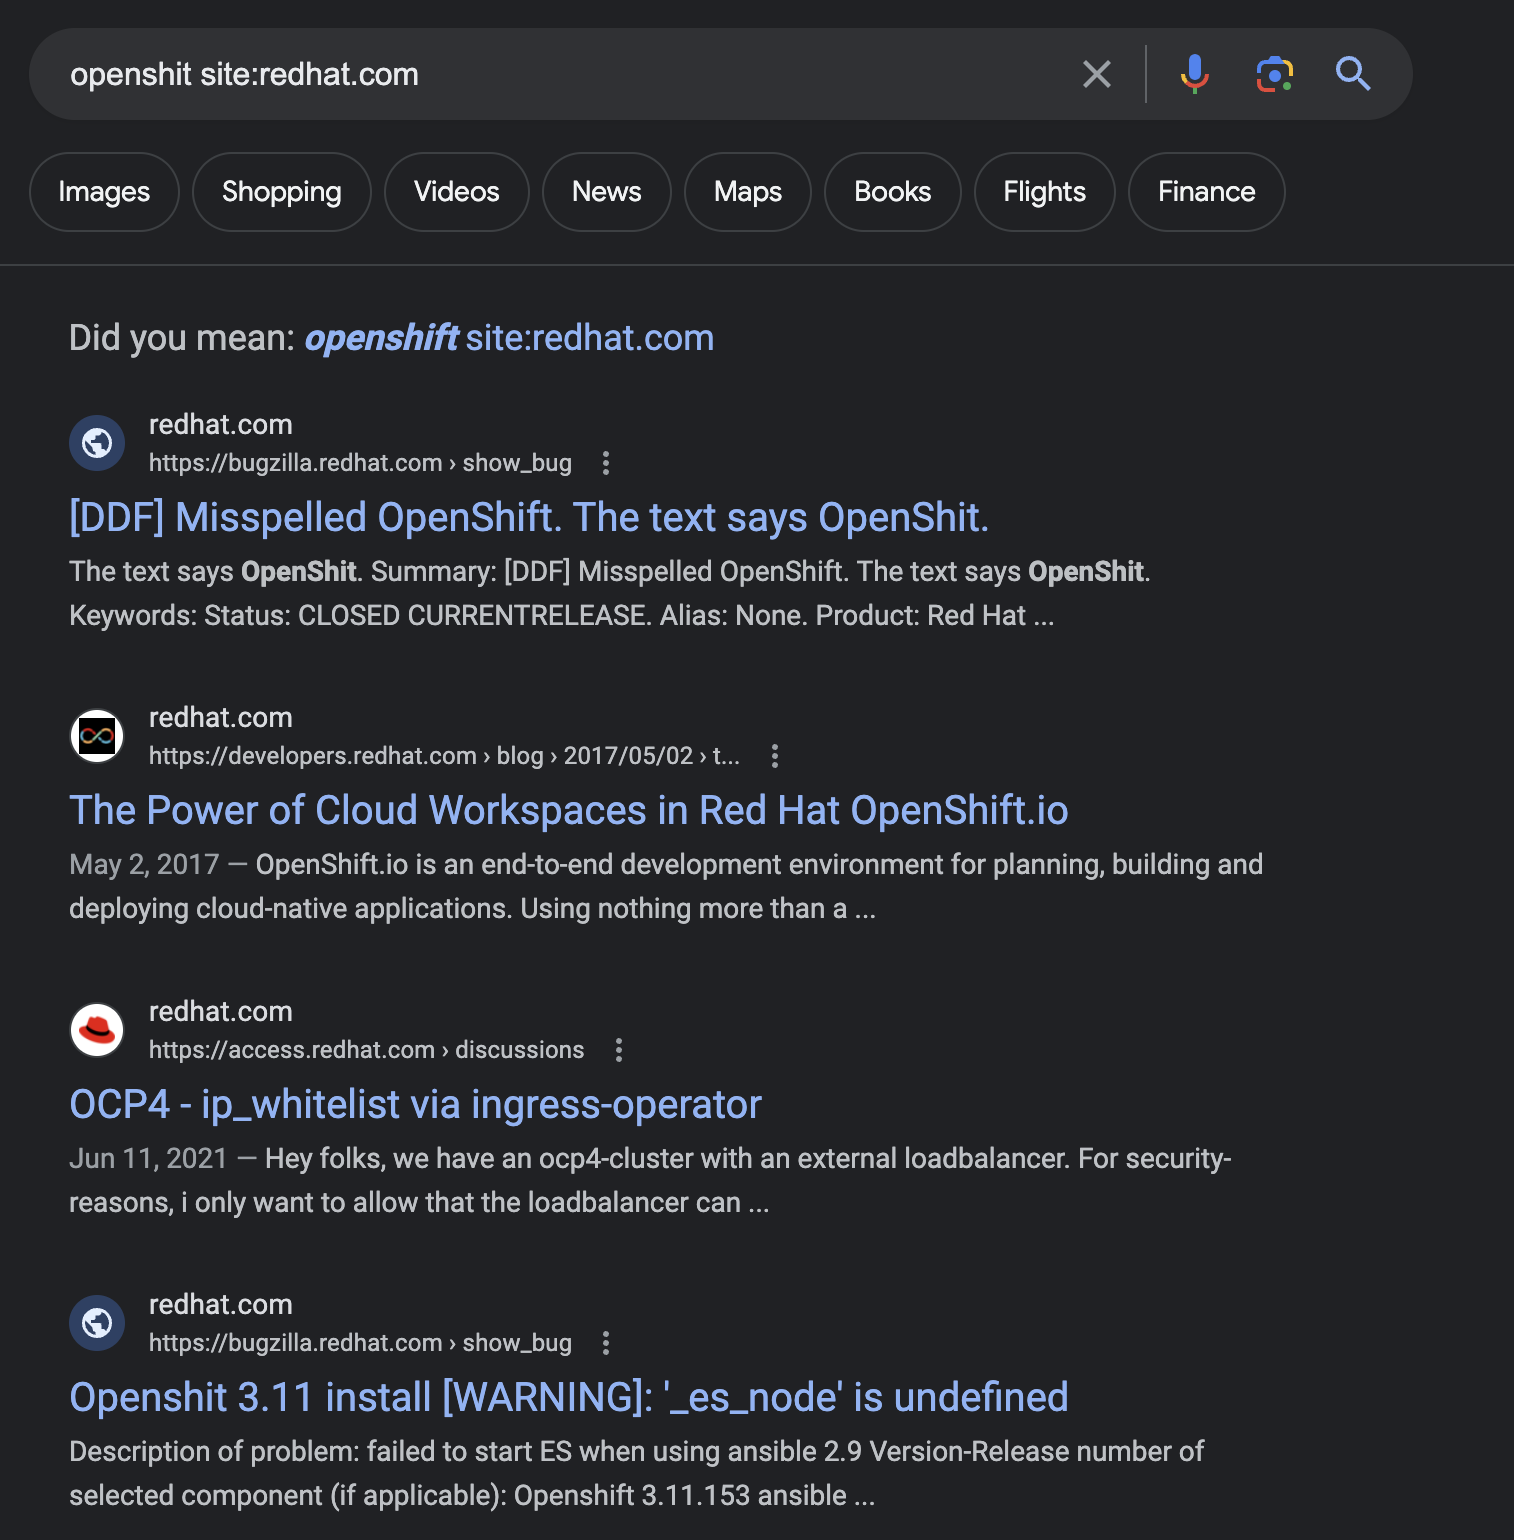 openshit site:redhat.com
Images
Shopping
Videos
News
Maps
Books
Flights
Finance
Did you mean: openshift site:redhat.com
redhat.com
https://bugzilla.redhat.com › show_bug
[DDF] Misspelled OpenShift. The text says OpenShit.
The text says OpenShit. Summary: [DDF] Misspelled OpenShift. The text says OpenShit.
Keywords: Status: CLOSED CURRENTRELEASE. Alias: None. Product: Red Hat ...
redhat.com
https://developers.redhat.com › blog › 2017/05/02 › t...
The Power of Cloud Workspaces in Red Hat OpenShift.io
May 2, 2017 — OpenShift.io is an end-to-end development environment for planning, building and
deploying cloud-native applications. Using nothing more than a ...
redhat.com
https://access.redhat.com › discussions
OCP4 - ip_whitelist via ingress-operator
Jun 11, 2021 — Hey folks, we have an ocp4-cluster with an external loadbalancer. For security-
reasons, i only want to allow that the loadbalancer can ...
redhat.com
https://bugzilla.redhat.com › show_bug
Openshit 3.11 install [WARNING]: '_es_node' is undefined
Description of problem: failed to start ES when using ansible 2.9 Version-Release number of
selected component (if applicable): Openshift 3.11.153 ansible ...